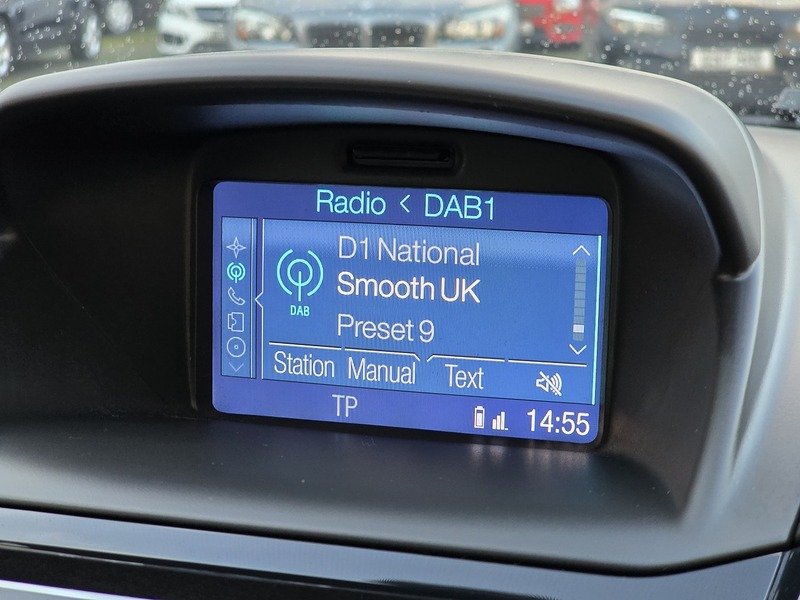 Radio < DAB1
D1 National
Smooth UK
DAB
Preset 9
Station Manual Text
TP 14:55